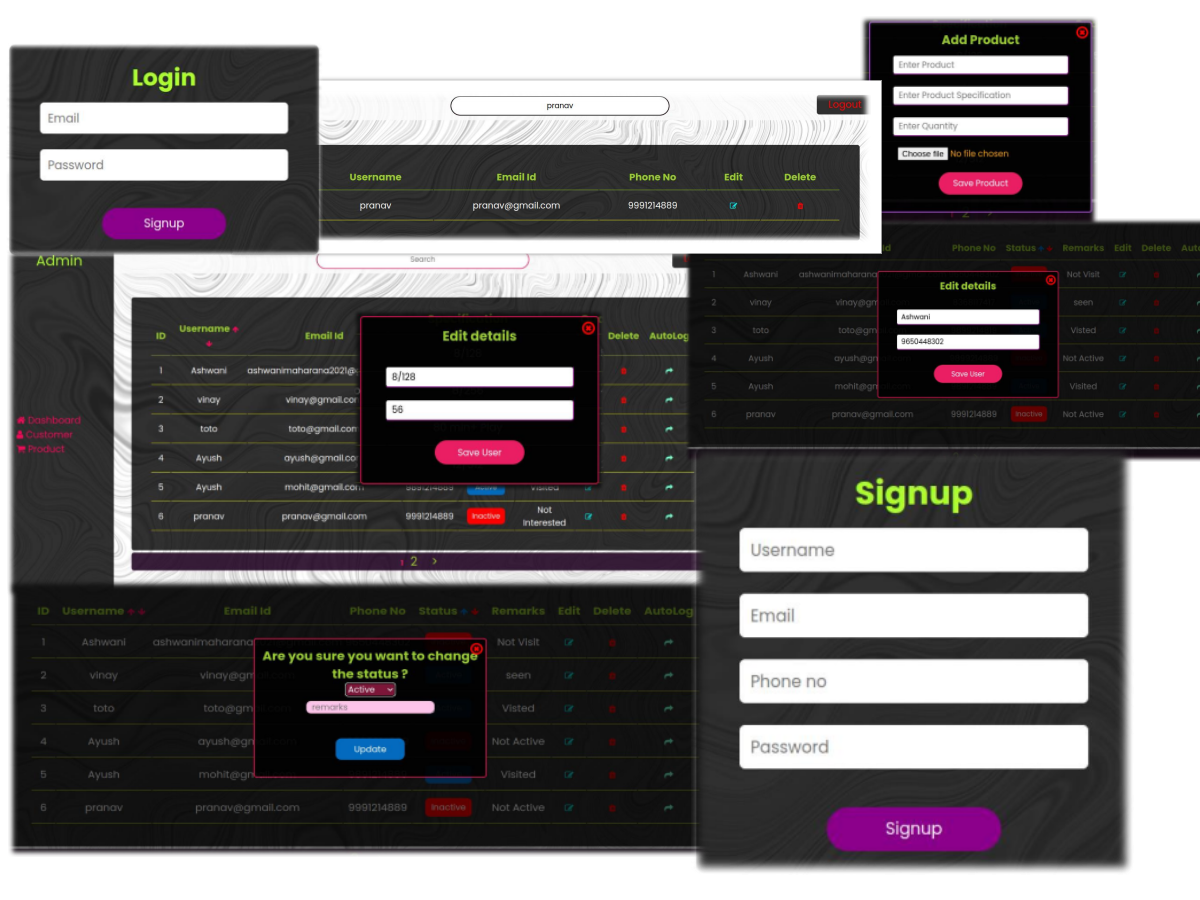 Login
Email
Password
Signup
pranav
Logout
Username Email Id Phone No Edit Delete
pranav pranav@gmail.com 9991214889
Add Product
Enter Product
Enter Product Specification
Enter Quantity
Choose file No file chosen
Save Product
1 2 >
Admin
Dashboard
Customer
Product
Search
ID Username Email Id Delete AutoLog
1 Ashwani ashwanimaharana2021@
2 vinay vinay@gmail.com
3 toto toto@gmail.com
4 Ayush ayush@gmail.co
5 Ayush mohit@gmail.com 9891214889 Active Visited
6 pranav pranav@gmail.com 9991214889 Inactive Not Interested
1 2 >
Edit details
8/128
56
Save User
Id Phone No Status Remarks Edit Delete Auto
1 Ashwani ashwanimaharana Not Visit
2 vinay vinay@gm seen
3 toto toto@gm Visted
4 Ayush ayush@g Not Active
5 Ayush mohit@g Visited
6 pranav pranav@gmail.com 9991214889 Inactive Not Active
Edit details
Ashwani
9650448302
Save User
ID Username Email Id Phone No Status Remarks Edit Delete AutoLog
1 Ashwani ashwanimaharana Not Visit
2 vinay vinay@gm seen
3 toto toto@gm Visted
4 Ayush ayush@gm Not Active
5 Ayush mohit@gm Visited
6 pranav pranav@gmail.com 9991214889 Inactive Not Active
Are you sure you want to change
the status ?
Active
remarks
Update
Signup
Username
Email
Phone no
Password
Signup